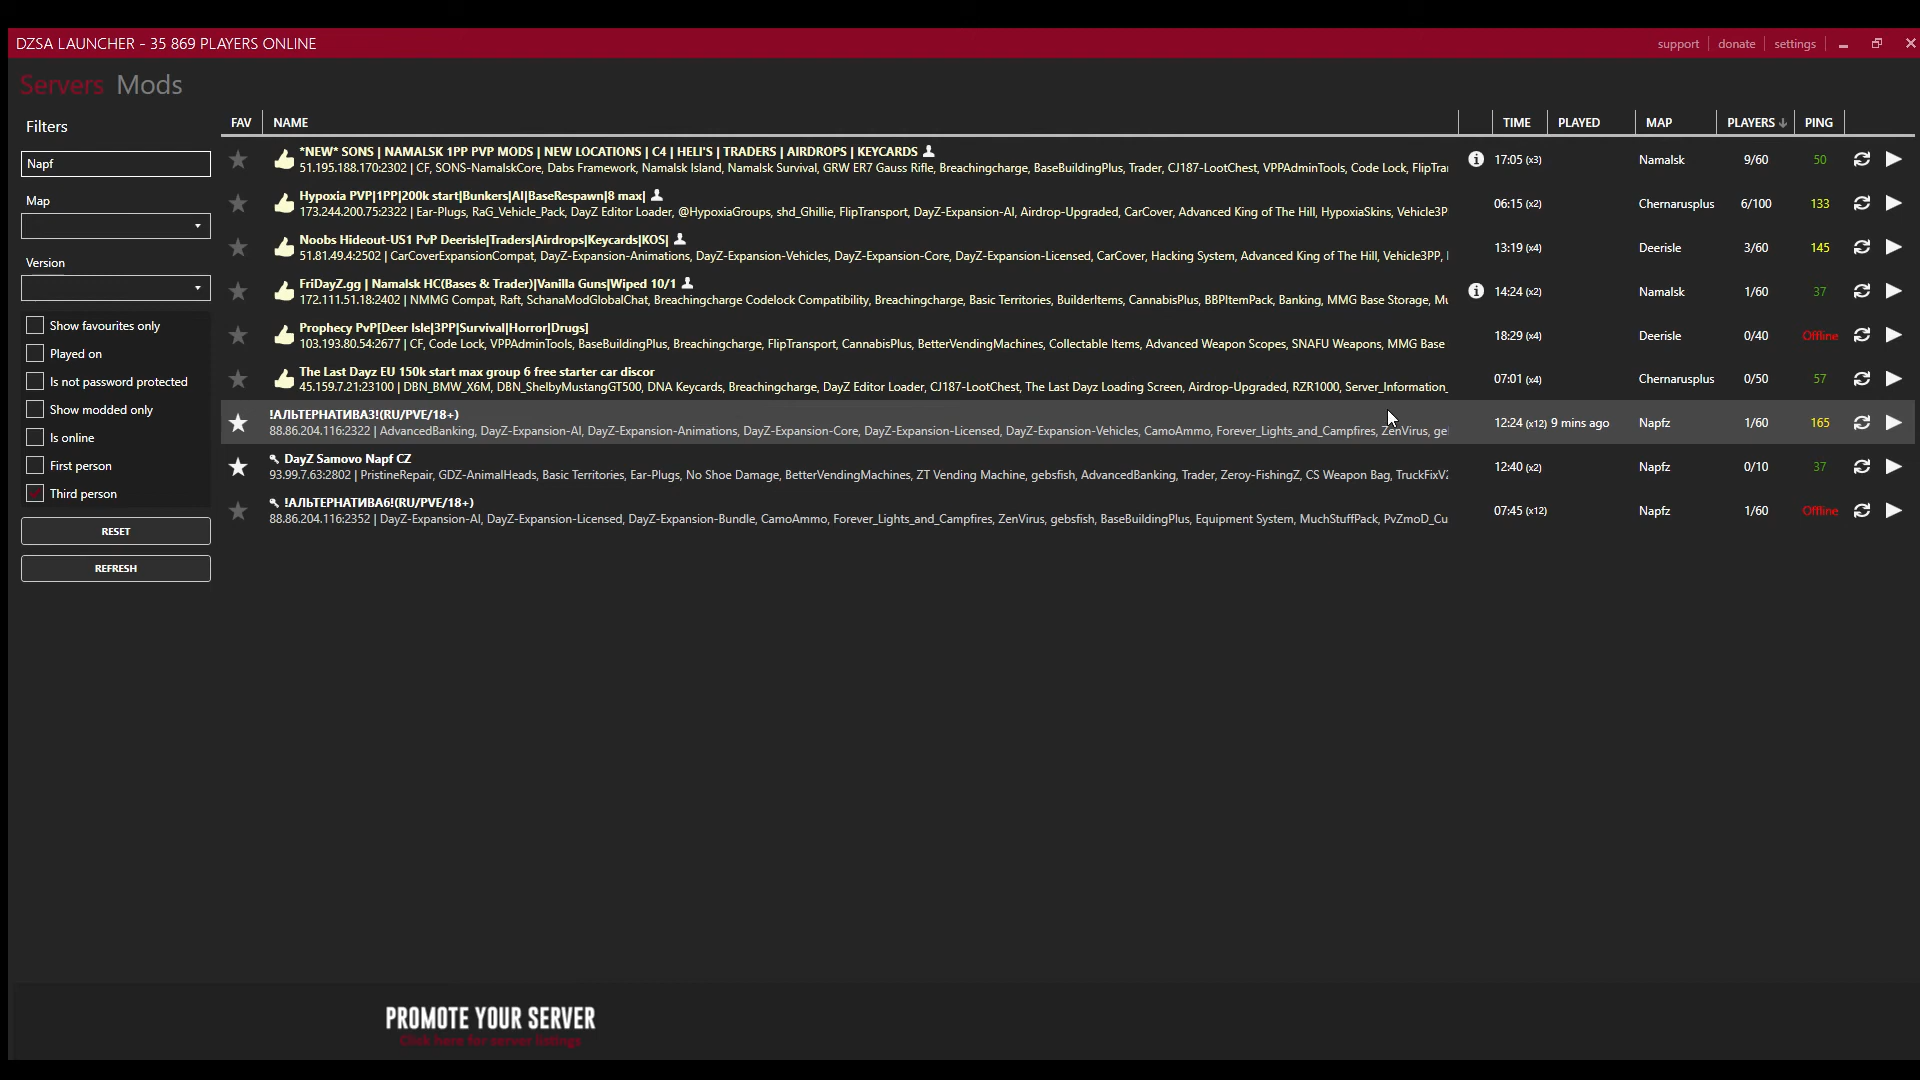 DZSA LAUNCHER - 35 869 PLAYERS ONLINE
support
donate
settings
Servers Mods
Filters
Napf
Map
Version
Show favourites only
Played on
Is not password protected
Show modded only
Is online
First person
Third person
RESET
REFRESH
FAV NAME TIME PLAYED MAP PLAYERS PING
*NEW* SONS | NAMALSK 1PP PVP MODS | NEW LOCATIONS | C4 | HELI'S | TRADERS | AIRDROPS | KEYCARDS
51.195.188.170:2302 | CF, SONS-NamalskCore, Dabs Framework, Namalsk Island, Namalsk Survival, GRW ER7 Gauss Rifle, Breachingcharge, BaseBuildingPlus, Trader, CJ187-LootChest, VPPAdminTools, Code Lock, FlipTrar
17:05 (x3) Namalsk 9/60 50
Hypoxia PVP|1PP|200k start|Bunkers|AI|BaseRespawn|8 max|
173.244.200.75:2322 | Ear-Plugs, RaG_Vehicle_Pack, DayZ Editor Loader, @HypoxiaGroups, shd_Ghillie, FlipTransport, DayZ-Expansion-AI, Airdrop-Upgraded, CarCover, Advanced King of The Hill, HypoxiaSkins, Vehicle3P
06:15 (x2) Chernarusplus 6/100 133
Noobs Hideout-US1 PvP Deerisle|Traders|Airdrops|Keycards|KOS|
51.81.49.4:2502 | CarCoverExpansionCompat, DayZ-Expansion-Animations, DayZ-Expansion-Vehicles, DayZ-Expansion-Core, DayZ-Expansion-Licensed, CarCover, Hacking System, Advanced King of The Hill, Vehicle3PP,
13:19 (x4) Deerisle 3/60 145
FriDayZ.gg | Namalsk HC(Bases & Trader)|Vanilla Guns|Wiped 10/1
172.111.51.18:2402 | NMMG Compat, Raft, SchanaModGlobalChat, Breachingcharge Codelock Compatibility, Breachingcharge, Basic Territories, BuilderItems, CannabisPlus, BBPItemPack, Banking, MMG Base Storage, Mu
14:24 (x2) Namalsk 1/60 37
Prophecy PvP[Deer Isle|3PP|Survival|Horror|Drugs]
103.193.80.54:2677 | CF, Code Lock, VPPAdminTools, BaseBuildingPlus, Breachingcharge, FlipTransport, CannabisPlus, BetterVendingMachines, Collectable Items, Advanced Weapon Scopes, SNAFU Weapons, MMG Base
18:29 (x4) Deerisle 0/40 Offline
The Last Dayz EU 150k start max group 6 free starter car discor
45.159.7.21:23100 | DBN_BMW_X6M, DBN_ShelbyMustangGT500, DNA Keycards, Breachingcharge, DayZ Editor Loader, CJ187-LootChest, The Last Dayz Loading Screen, Airdrop-Upgraded, RZR1000, Server_Information_
07:01 (x4) Chernarusplus 0/50 57
!АЛЬТЕРНАТИВА3!(RU/PVE/18+)
88.86.204.116:2322 | AdvancedBanking, DayZ-Expansion-AI, DayZ-Expansion-Animations, DayZ-Expansion-Core, DayZ-Expansion-Licensed, DayZ-Expansion-Vehicles, CamoAmmo, Forever_Lights_and_Campfires, ZenVirus, ge
12:24 (x12) 9 mins ago Napfz 1/60 165
DayZ Samovo Napf CZ
93.99.7.63:2802 | PristineRepair, GDZ-AnimalHeads, Basic Territories, Ear-Plugs, No Shoe Damage, BetterVendingMachines, ZT Vending Machine, gebsfish, AdvancedBanking, Trader, Zeroy-FishingZ, CS Weapon Bag, TruckFixV2
12:40 (x2) Napfz 0/10 37
!АЛЬТЕРНАТИВА6!(RU/PVE/18+)
88.86.204.116:2352 | DayZ-Expansion-AI, DayZ-Expansion-Licensed, DayZ-Expansion-Bundle, CamoAmmo, Forever_Lights_and_Campfires, ZenVirus, gebsfish, BaseBuildingPlus, Equipment System, MuchStuffPack, PvZmoD_Cu
07:45 (x12) Napfz 1/60 Offline
PROMOTE YOUR SERVER
Click here for server listings